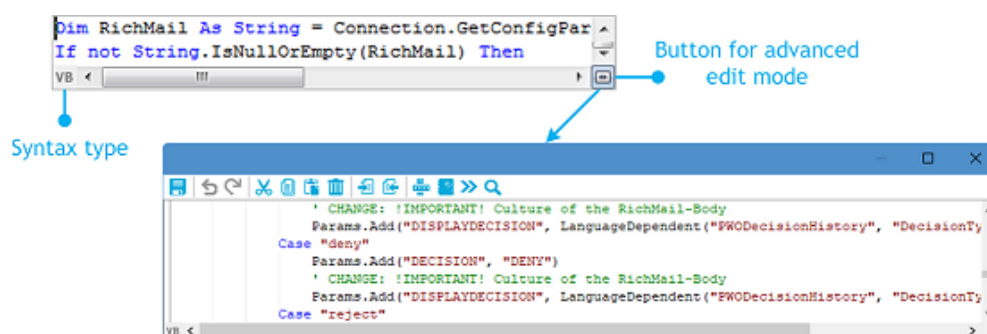 Dim RichMail As String = Connection.GetConfigPar
If not String.IsNullOrEmpty(RichMail) Then
VB
Button for advanced
edit mode
Syntax type
' CHANGE: !IMPORTANT! Culture of the RichMail-Body
Params.Add("DISPLAYDECISION", LanguageDependent("PWODecisionHistory", "DecisionTy
Case "deny"
Params.Add("DECISION", "DENY")
' CHANGE: !IMPORTANT! Culture of the RichMail-Body
Params.Add("DISPLAYDECISION", LanguageDependent("PWODecisionHistory", "DecisionTy
Case "reject"
VB